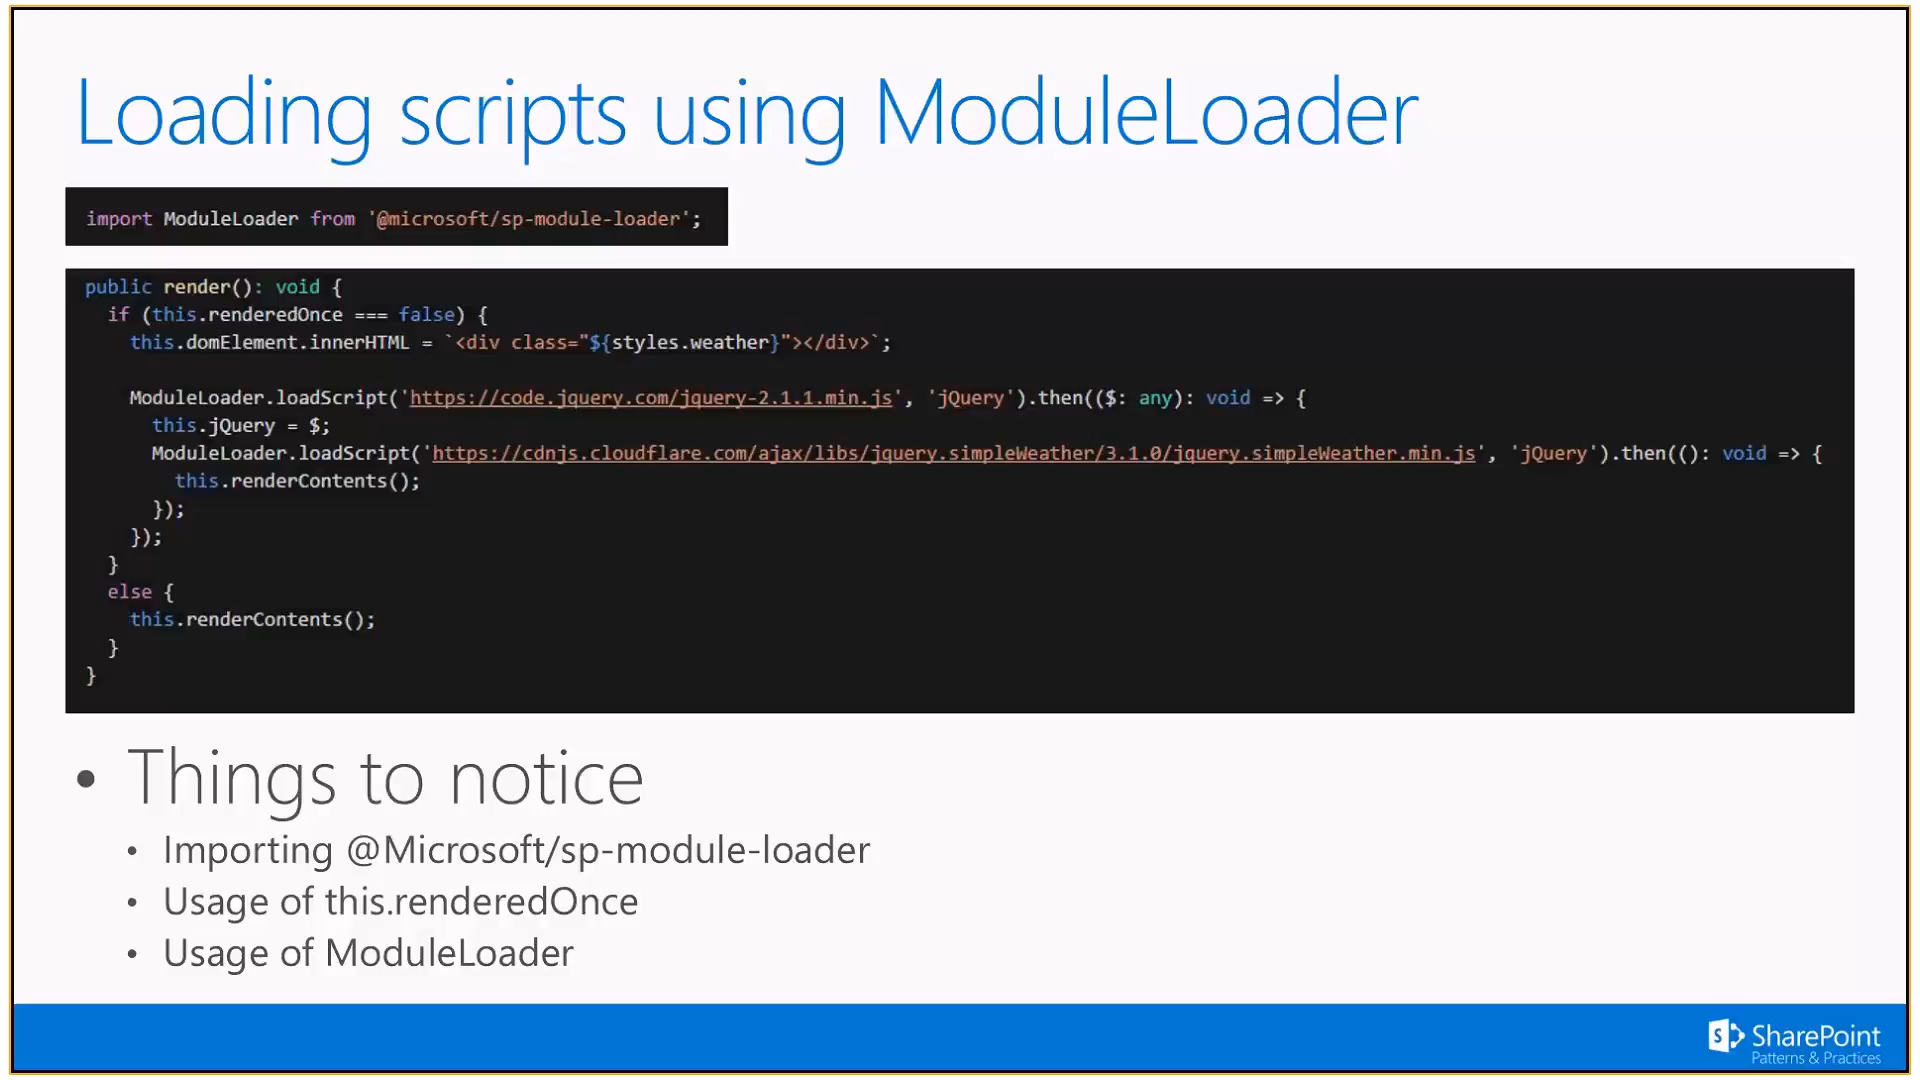 Loading scripts using ModuleLoader
import ModuleLoader from '@microsoft/sp-module-loader';
public render(): void {
  if (this.renderedOnce === false) {
    this.domElement.innerHTML = `<div class="${styles.weather}"></div>`;
    ModuleLoader.loadScript('https://code.jquery.com/jquery-2.1.1.min.js', 'jQuery').then(($: any): void => {
      this.jQuery = $;
      ModuleLoader.loadScript('https://cdnjs.cloudflare.com/ajax/libs/jquery.simpleWeather/3.1.0/jquery.simpleWeather.min.js', 'jQuery').then((): void => {
        this.renderContents();
      });
    });
  }
  else {
    this.renderContents();
  }
}
• Things to notice
• Importing @Microsoft/sp-module-loader
• Usage of this.renderedOnce
• Usage of ModuleLoader
SharePoint
Patterns & Practices